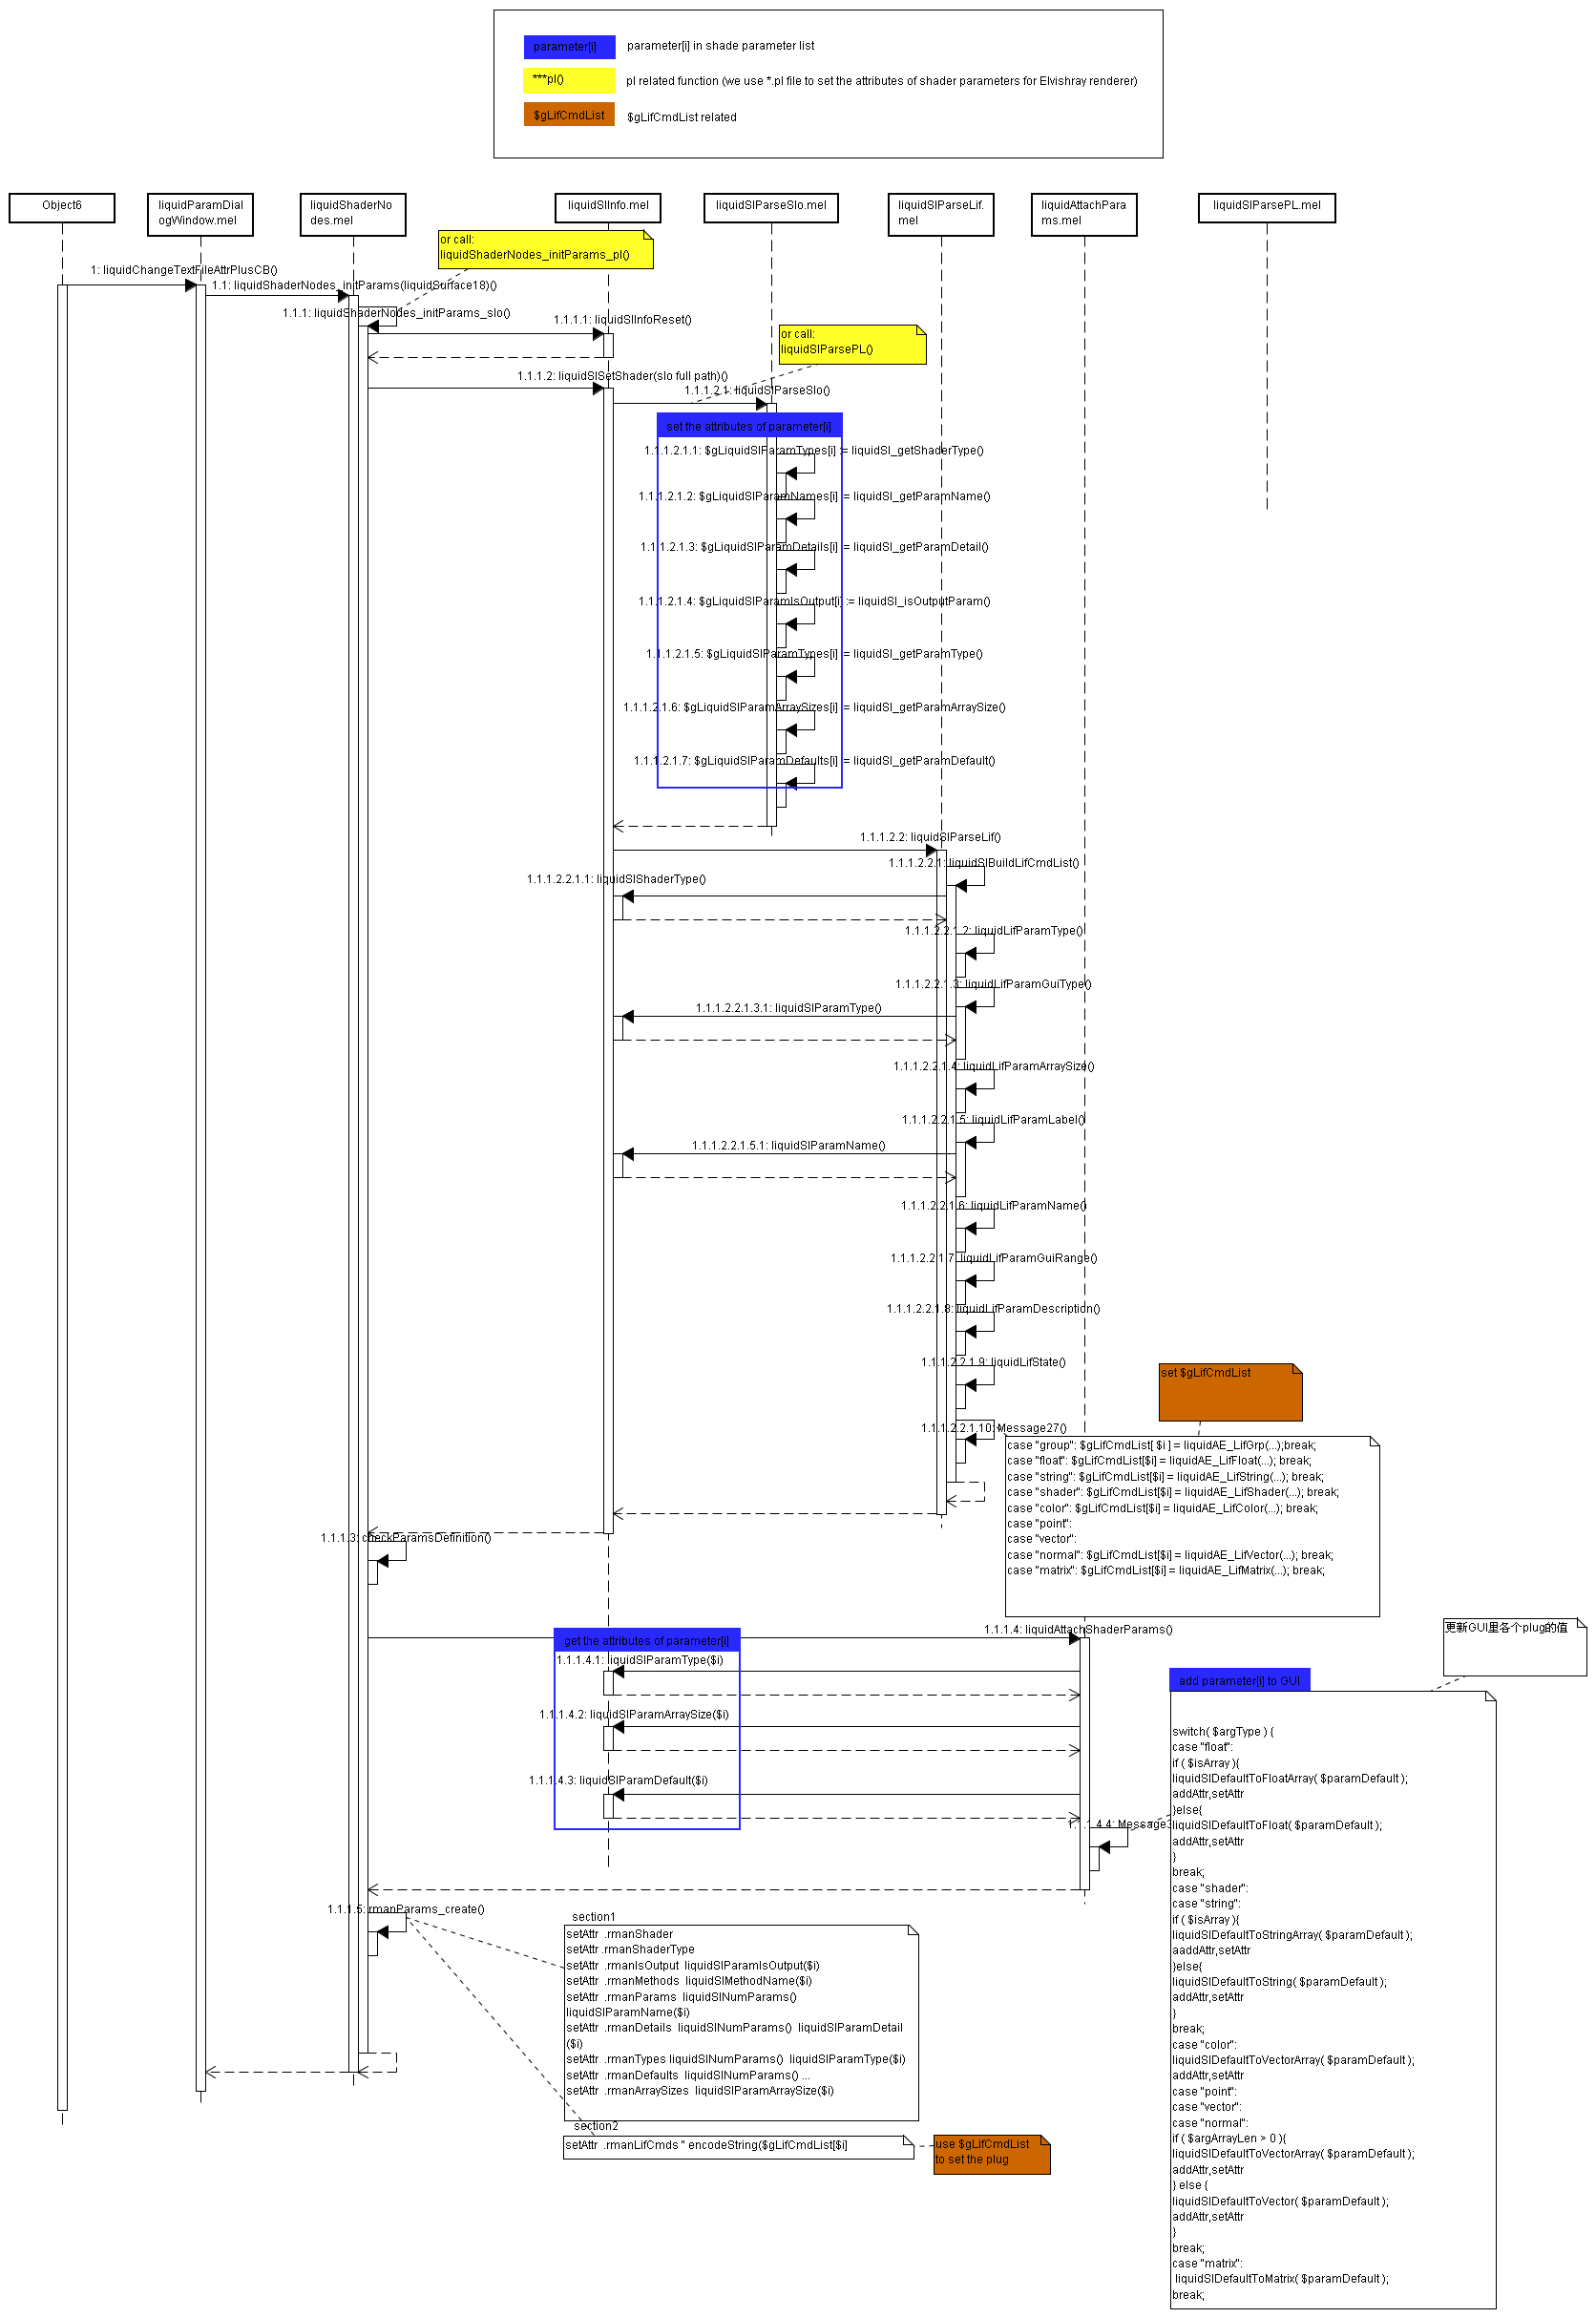 parameter[i]
parameter[i] in shade parameter list
***pl()
pl related function (we use *.pl file to set the attributes of shader parameters for Elvishray renderer)
$gLifCmdList
$gLifCmdList related
Object6
liquidParamDial
ogWindow.mel
liquidShaderNo
des.mel
liquidSlInfo.mel
liquidSlParseSlo.mel
liquidSlParseLif.
mel
liquidAttachPara
ms.mel
liquidSlParsePL.mel
or call:
liquidShaderNodes_initParams_pl()
1: liquidChangeTextFileAttrPlusCB()
1.1: liquidShaderNodes_initParams(liquidSurface18)()
1.1.1: liquidShaderNodes_initParams_slo()
1.1.1.1: liquidSlInfoReset()
or call:
liquidSlParsePL()
1.1.1.2: liquidSlSetShader(slo full path)()
1.1.1.2.1: liquidSlParseSlo()
set the attributes of parameter[i]
1.1.1.2.1.1: $gLiquidSlParamTypes[i] := liquidSl_getShaderType()
1.1.1.2.1.2: $gLiquidSlParamNames[i] = liquidSl_getParamName()
1.1.1.2.1.3: $gLiquidSlParamDetails[i] = liquidSl_getParamDetail()
1.1.1.2.1.4: $gLiquidSlParamIsOutput[i] := liquidSl_isOutputParam()
1.1.1.2.1.5: $gLiquidSlParamTypes[i] = liquidSl_getParamType()
1.1.1.2.1.6: $gLiquidSlParamArraySizes[i] = liquidSl_getParamArraySize()
1.1.1.2.1.7: $gLiquidSlParamDefaults[i] = liquidSl_getParamDefault()
1.1.1.2.2: liquidSlParseLif()
1.1.1.2.2.1: liquidSlBuildLifCmdList()
1.1.1.2.2.1.1: liquidSlShaderType()
1.1.1.2.2.1.2: liquidLifParamType()
1.1.1.2.2.1.3: liquidLifParamGuiType()
1.1.1.2.2.1.3.1: liquidSlParamType()
1.1.1.2.2.1.4: liquidLifParamArraySize()
1.1.1.2.2.1.5: liquidLifParamLabel()
1.1.1.2.2.1.5.1: liquidSlParamName()
1.1.1.2.2.1.6: liquidLifParamName()
1.1.1.2.2.1.7: liquidLifParamGuiRange()
1.1.1.2.2.1.8: liquidLifParamDescription()
1.1.1.2.2.1.9: liquidLifState()
set $gLifCmdList
1.1.1.2.2.1.10: Message27()
case "group": $gLifCmdList[ $i ] = liquidAE_LifGrp(...);break;
case "float": $gLifCmdList[$i] = liquidAE_LifFloat(...); break;
case "string": $gLifCmdList[$i] = liquidAE_LifString(...); break;
case "shader": $gLifCmdList[$i] = liquidAE_LifShader(...); break;
case "color": $gLifCmdList[$i] = liquidAE_LifColor(...); break;
case "point":
case "vector":
case "normal": $gLifCmdList[$i] = liquidAE_LifVector(...); break;
case "matrix": $gLifCmdList[$i] = liquidAE_LifMatrix(...); break;
1.1.1.3: checkParamsDefinition()
1.1.1.4: liquidAttachShaderParams()
更新GUI里各个plug的值
get the attributes of parameter[i]
1.1.1.4.1: liquidSlParamType($i)
1.1.1.4.2: liquidSlParamArraySize($i)
1.1.1.4.3: liquidSlParamDefault($i)
1.1.1.4.4: Message3
add parameter[i] to GUI
switch( $argType ) {
case "float":
if ( $isArray ){
liquidSlDefaultToFloatArray( $paramDefault );
addAttr,setAttr
}else{
liquidSlDefaultToFloat( $paramDefault );
addAttr,setAttr
}
break;
case "shader":
case "string":
if ( $isArray ){
liquidSlDefaultToStringArray( $paramDefault );
aaddAttr,setAttr
}else{
liquidSlDefaultToString( $paramDefault );
addAttr,setAttr
}
break;
case "color":
liquidSlDefaultToVectorArray( $paramDefault );
addAttr,setAttr
case "point":
case "vector":
case "normal":
if ( $argArrayLen > 0 ){
liquidSlDefaultToVectorArray( $paramDefault );
addAttr,setAttr
} else {
liquidSlDefaultToVector( $paramDefault );
addAttr,setAttr
}
break;
case "matrix":
liquidSlDefaultToMatrix( $paramDefault );
break;
1.1.1.5: rmanParams_create()
section1
setAttr .rmanShader
setAttr .rmanShaderType
setAttr .rmanIsOutput liquidSlParamIsOutput($i)
setAttr .rmanMethods liquidSlMethodName($i)
setAttr .rmanParams liquidSlNumParams()
liquidSlParamName($i)
setAttr .rmanDetails liquidSlNumParams() liquidSlParamDetail
($i)
setAttr .rmanTypes liquidSlNumParams() liquidSlParamType($i)
setAttr .rmanDefaults liquidSlNumParams() ...
setAttr .rmanArraySizes liquidSlParamArraySize($i)
section2
setAttr .rmanLifCmds " encodeString($gLifCmdList[$i]
use $gLifCmdList
to set the plug